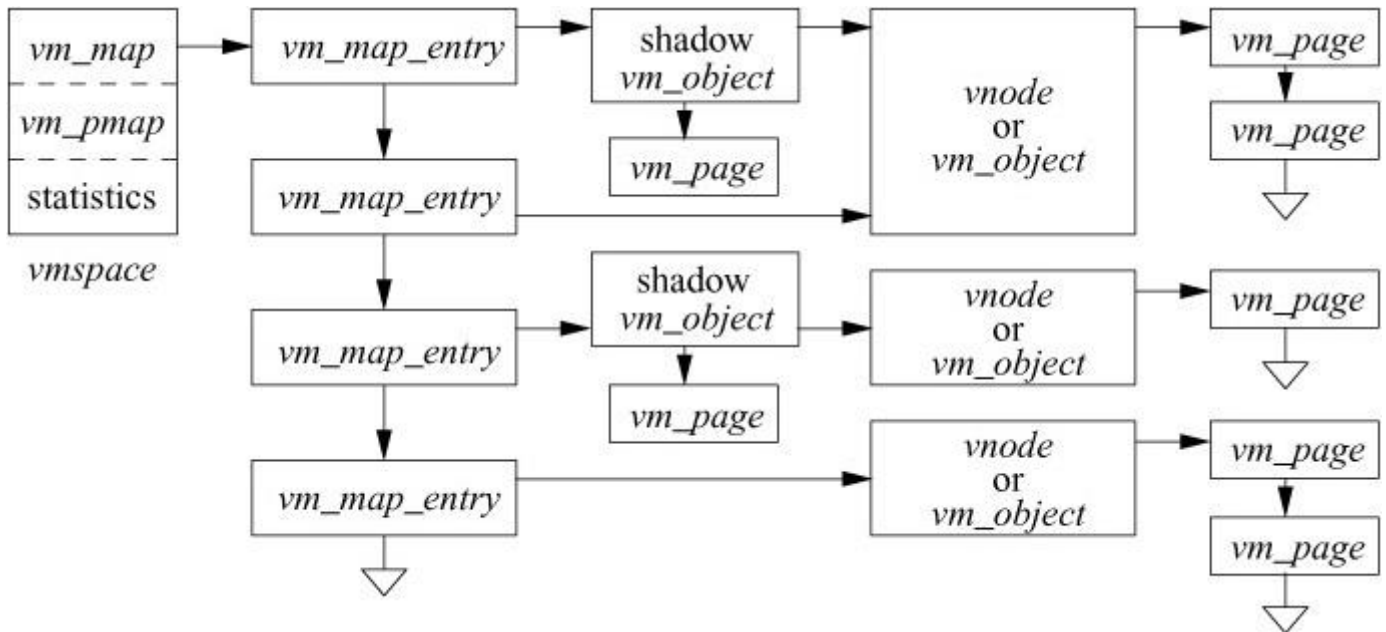 vm_map
vm_pmap
statistics
vmspace
vm_map_entry
vm_map_entry
vm_map_entry
vm_map_entry
shadow
vm_object
vm_page
shadow
vm_object
vm_page
vnode
or
vm_object
vnode
or
vm_object
vnode
or
vm_object
vm_page
vm_page
vm_page
vm_page
vm_page